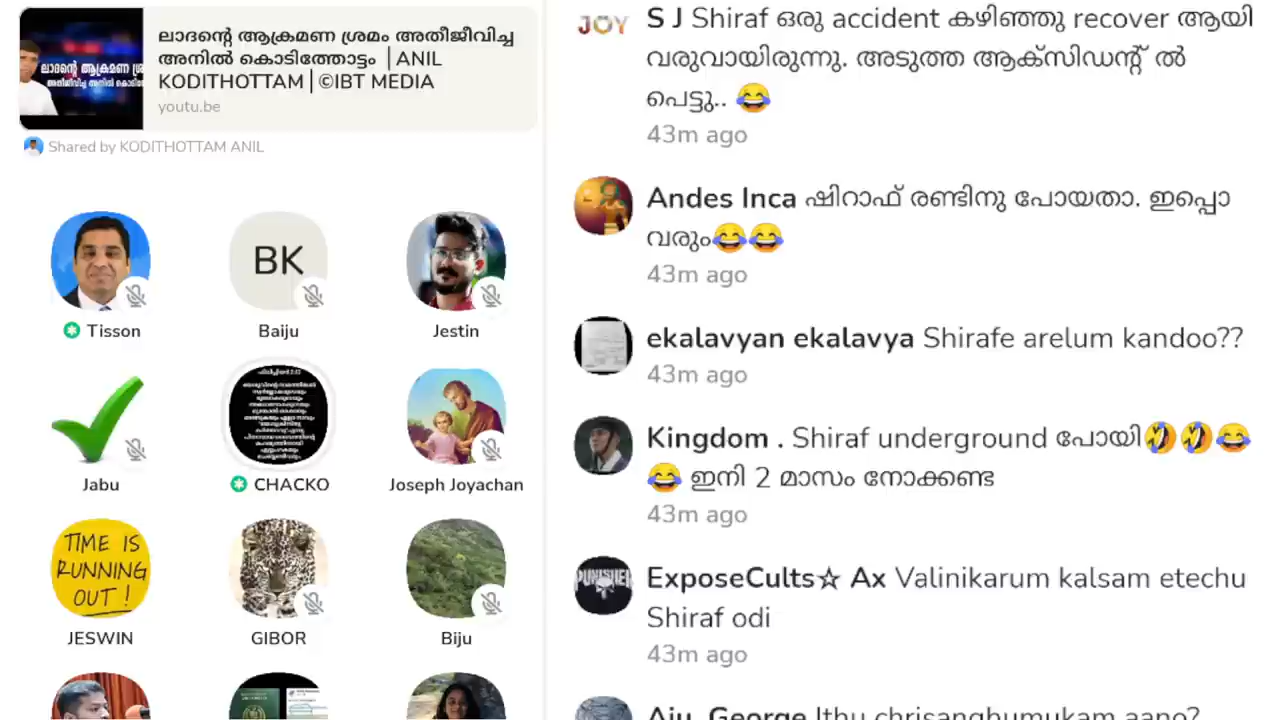 ലാദന്റെ ആക്രമണ ശ്രമം അതീജീവിച്ച
അനിൽ കൊടിത്തോട്ടം | ANIL
KODITHOTTAM | ©IBT MEDIA
youtu.be
Shared by KODITHOTTAM ANIL
Tisson
BK
Baiju
Jestin
Jabu
CHACKO
Joseph Joyachan
TIME IS
RUNNING
OUT !
JESWIN
GIBOR
Biju
JOY
S J Shiraf ഒരു accident കഴിഞ്ഞു recover ആയി
വരുവായിരുന്നു. അടുത്ത ആക്സിഡന്റ് ൽ
പെട്ടു.. 😂
43m ago
Andes Inca ഷിറാഫ് രണ്ടിനു പോയതാ. ഇപ്പൊ
വരും😂😂
43m ago
ekalavyan ekalavya Shirafe arelum kandoo??
43m ago
Kingdom . Shiraf underground പോയി🤣🤣😂
😂 ഇനി 2 മാസം നോക്കണ്ട
43m ago
PUNISHER
ExposeCults☆ Ax Valinikarum kalsam etechu
Shiraf odi
43m ago
Aju George Ithu chrisanghumukam aano?